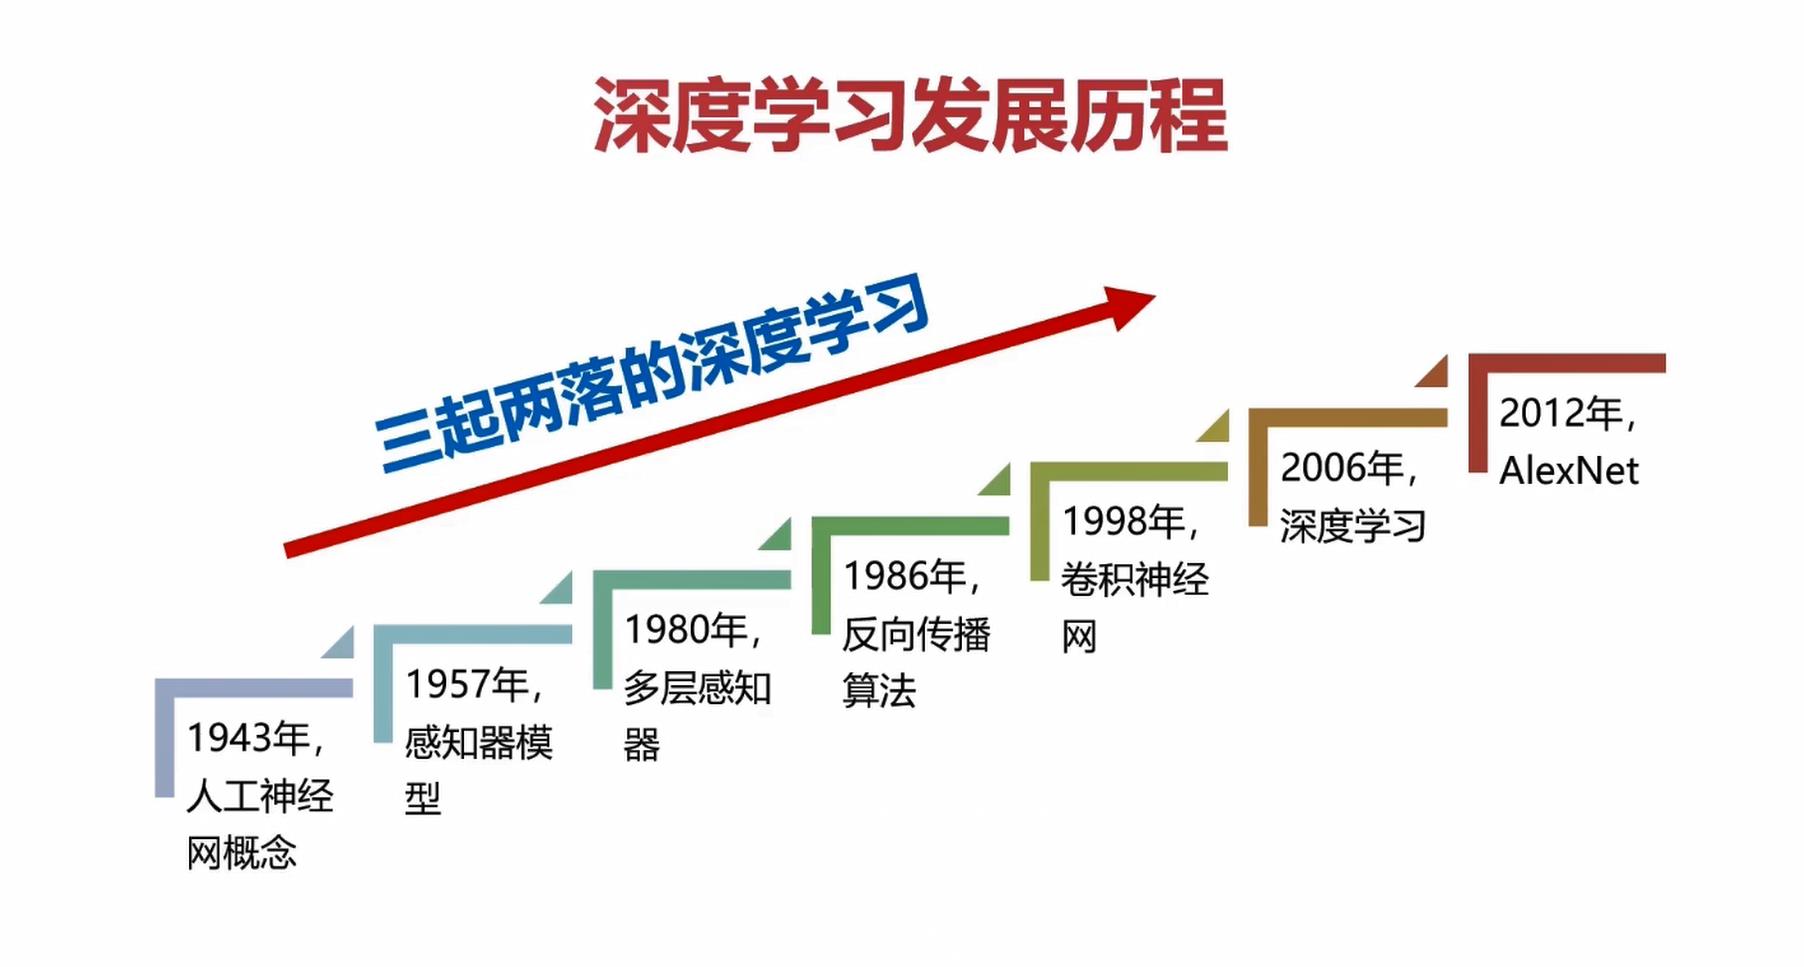 深度学习发展历程
三起两落的深度学习
1943年，
人工神经
网概念
1957年，
感知器模
型
1980年，
多层感知
器
1986年，
反向传播
算法
1998年，
卷积神经
网
2006年，
深度学习
2012年，
AlexNet